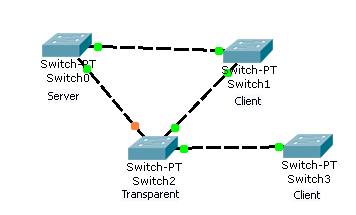 Switch-PT
Switch0
Server
Switch-PT
Switch1
Client
Switch-PT
Switch2
Transparent
Switch-PT
Switch3
Client